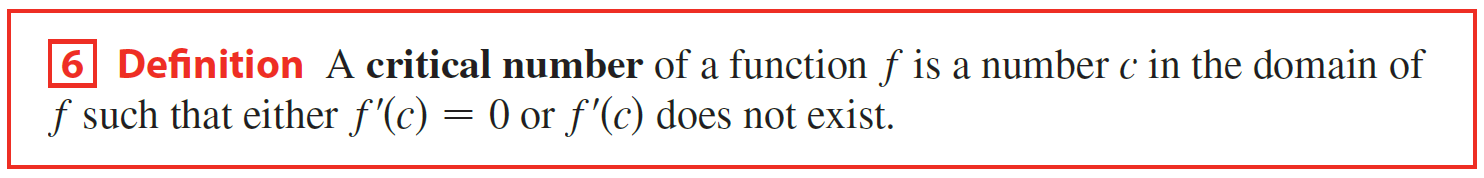 6 Definition A critical number of a function f is a number c in the domain of
f such that either f′(c) = 0 or f′(c) does not exist.